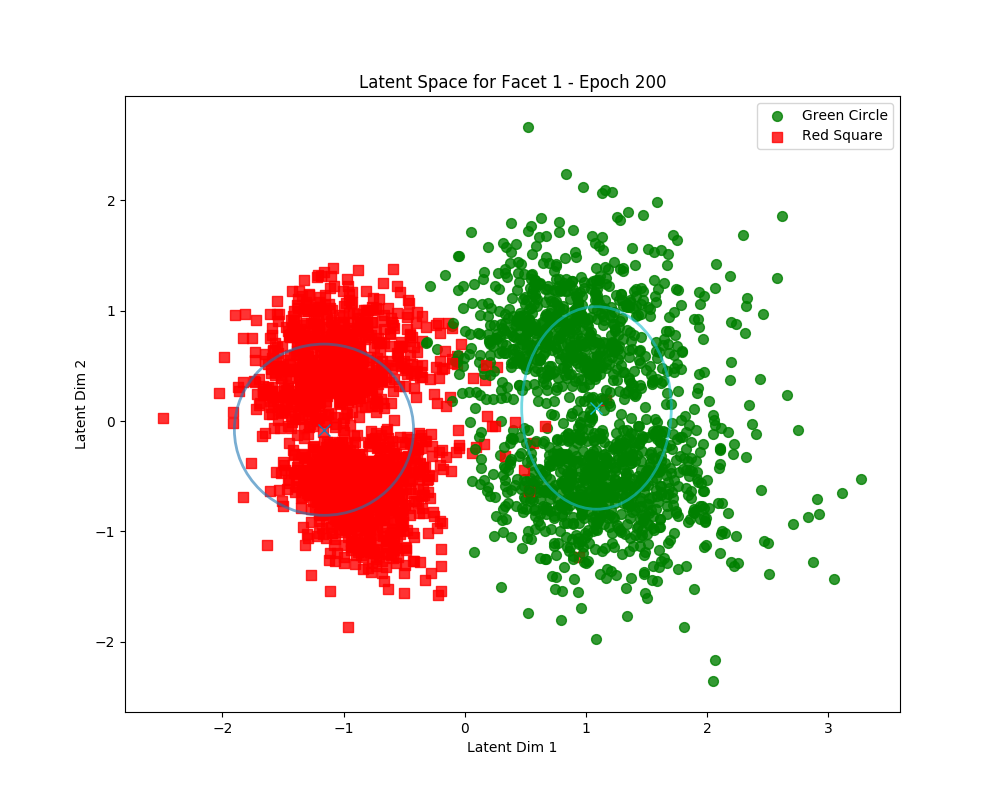 Latent Space for Facet 1 - Epoch 200
Green Circle
Red Square
2
1
0
−1
−2
Latent Dim 2
−2 −1 0 1 2 3
Latent Dim 1